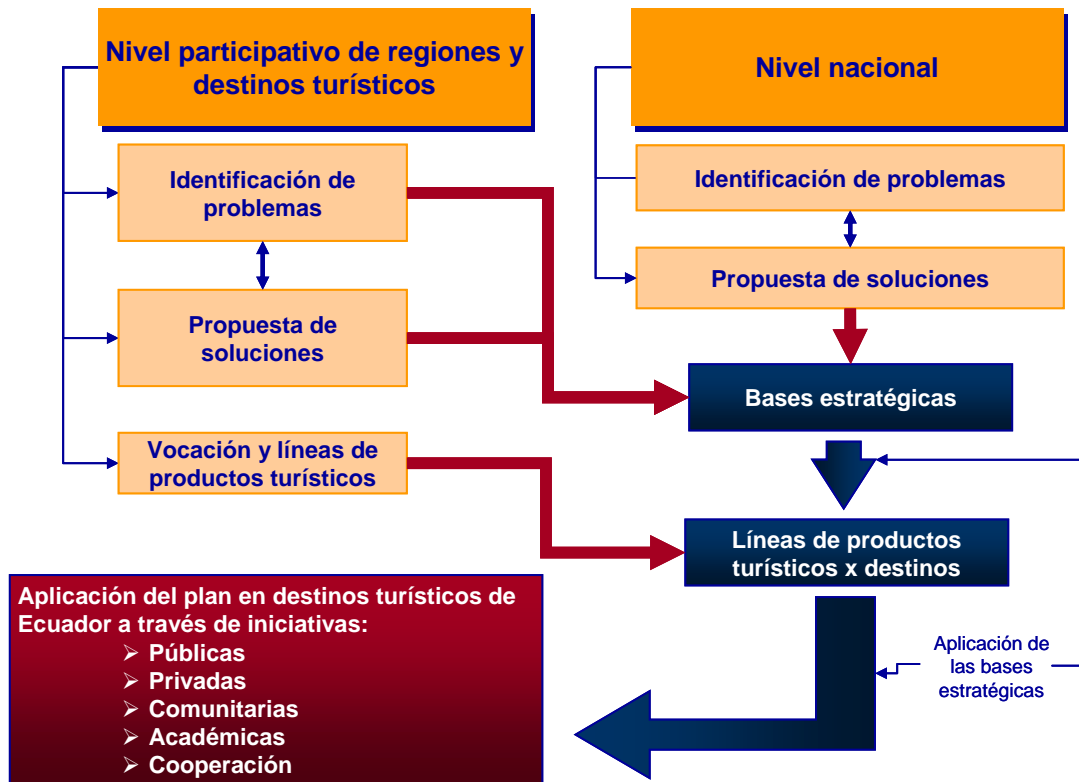 Nivel participativo de regiones y
destinos turísticos
Nivel nacional
Identificación de
problemas
Identificación de problemas
Propuesta de
soluciones
Propuesta de soluciones
Bases estratégicas
Vocación y líneas de
productos turísticos
Líneas de productos
turísticos x destinos
Aplicación del plan en destinos turísticos de
Ecuador a través de iniciativas:
➢ Públicas
➢ Privadas
➢ Comunitarias
➢ Académicas
➢ Cooperación
Aplicación de
las bases
estratégicas